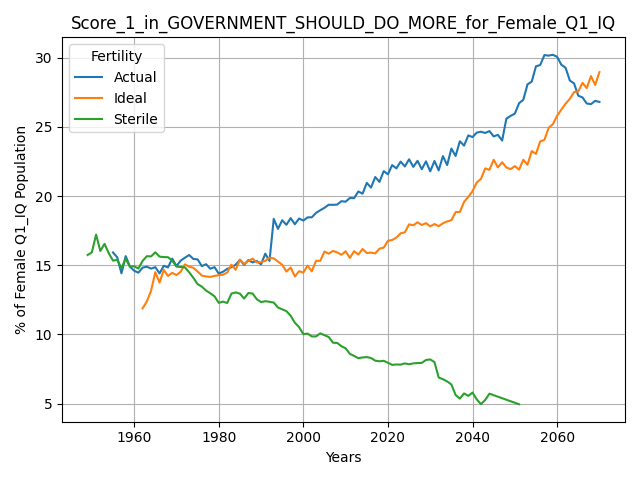 Score_1_in_GOVERNMENT_SHOULD_DO_MORE_for_Female_Q1_IQ
Fertility
Actual
Ideal
Sterile
% of Female Q1_IQ Population
30
25
20
15
10
5
1960 1980 2000 2020 2040 2060
Years